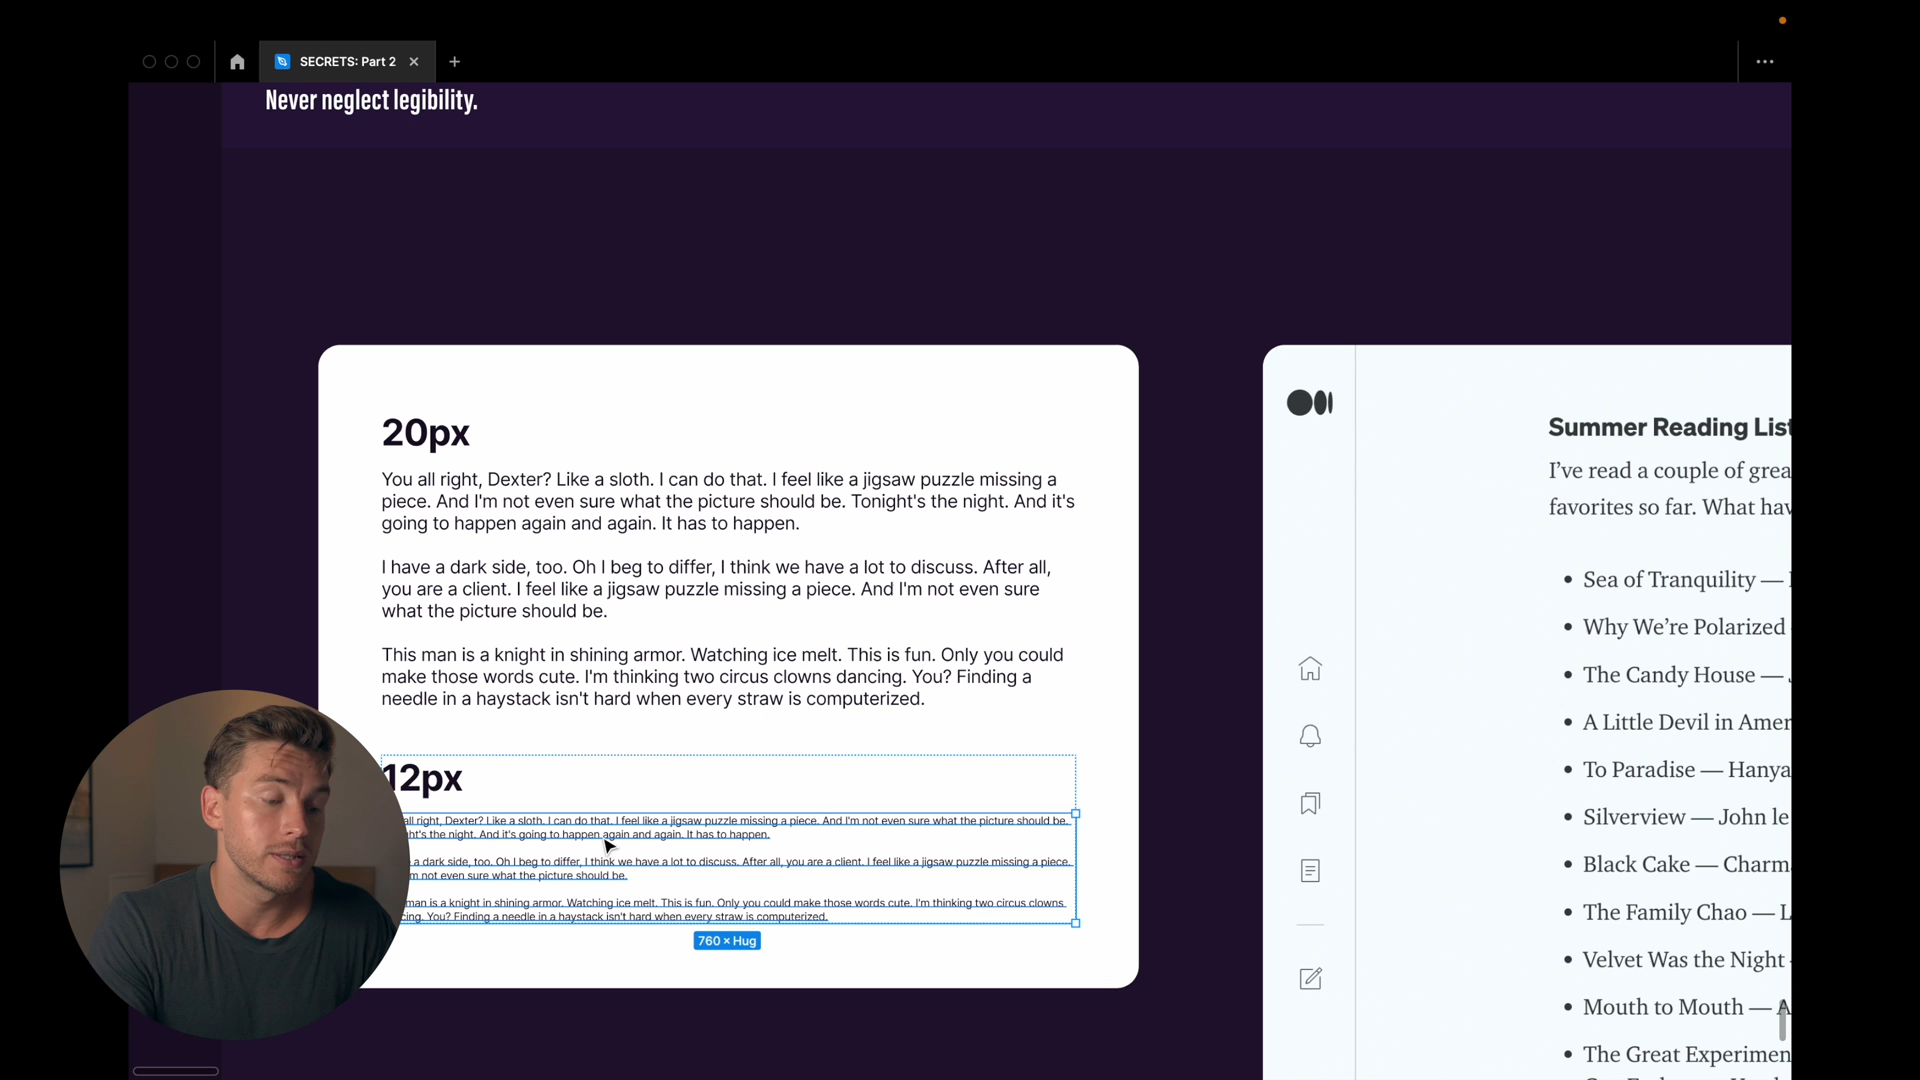 SECRETS: Part 2
Never neglect legibility.
20px
You all right, Dexter? Like a sloth. I can do that. I feel like a jigsaw puzzle missing a
piece. And I'm not even sure what the picture should be. Tonight's the night. And it's
going to happen again and again. It has to happen.
I have a dark side, too. Oh I beg to differ, I think we have a lot to discuss. After all,
you are a client. I feel like a jigsaw puzzle missing a piece. And I'm not even sure
what the picture should be.
This man is a knight in shining armor. Watching ice melt. This is fun. Only you could
make those words cute. I'm thinking two circus clowns dancing. You? Finding a
needle in a haystack isn't hard when every straw is computerized.
12px
all right, Dexter? Like a sloth. I can do that. I feel like a jigsaw puzzle missing a piece. And I'm not even sure what the picture should be.
the night. And it's going to happen again and again. It has to happen.
a dark side, too. Oh I beg to differ, I think we have a lot to discuss. After all, you are a client. I feel like a jigsaw puzzle missing a piece.
not even sure what the picture should be.
man is a knight in shining armor. Watching ice melt. This is fun. Only you could make those words cute. I'm thinking two circus clowns
You? Finding a needle in a haystack isn't hard when every straw is computerized.
760 × Hug
Summer Reading List
I've read a couple of grea
favorites so far. What hav
• Sea of Tranquility —
• Why We're Polarized
• The Candy House —
• A Little Devil in Amer
• To Paradise — Hanya
• Silverview — John le
• Black Cake — Charm
• The Family Chao — L
• Velvet Was the Night
• Mouth to Mouth — A
• The Great Experimen